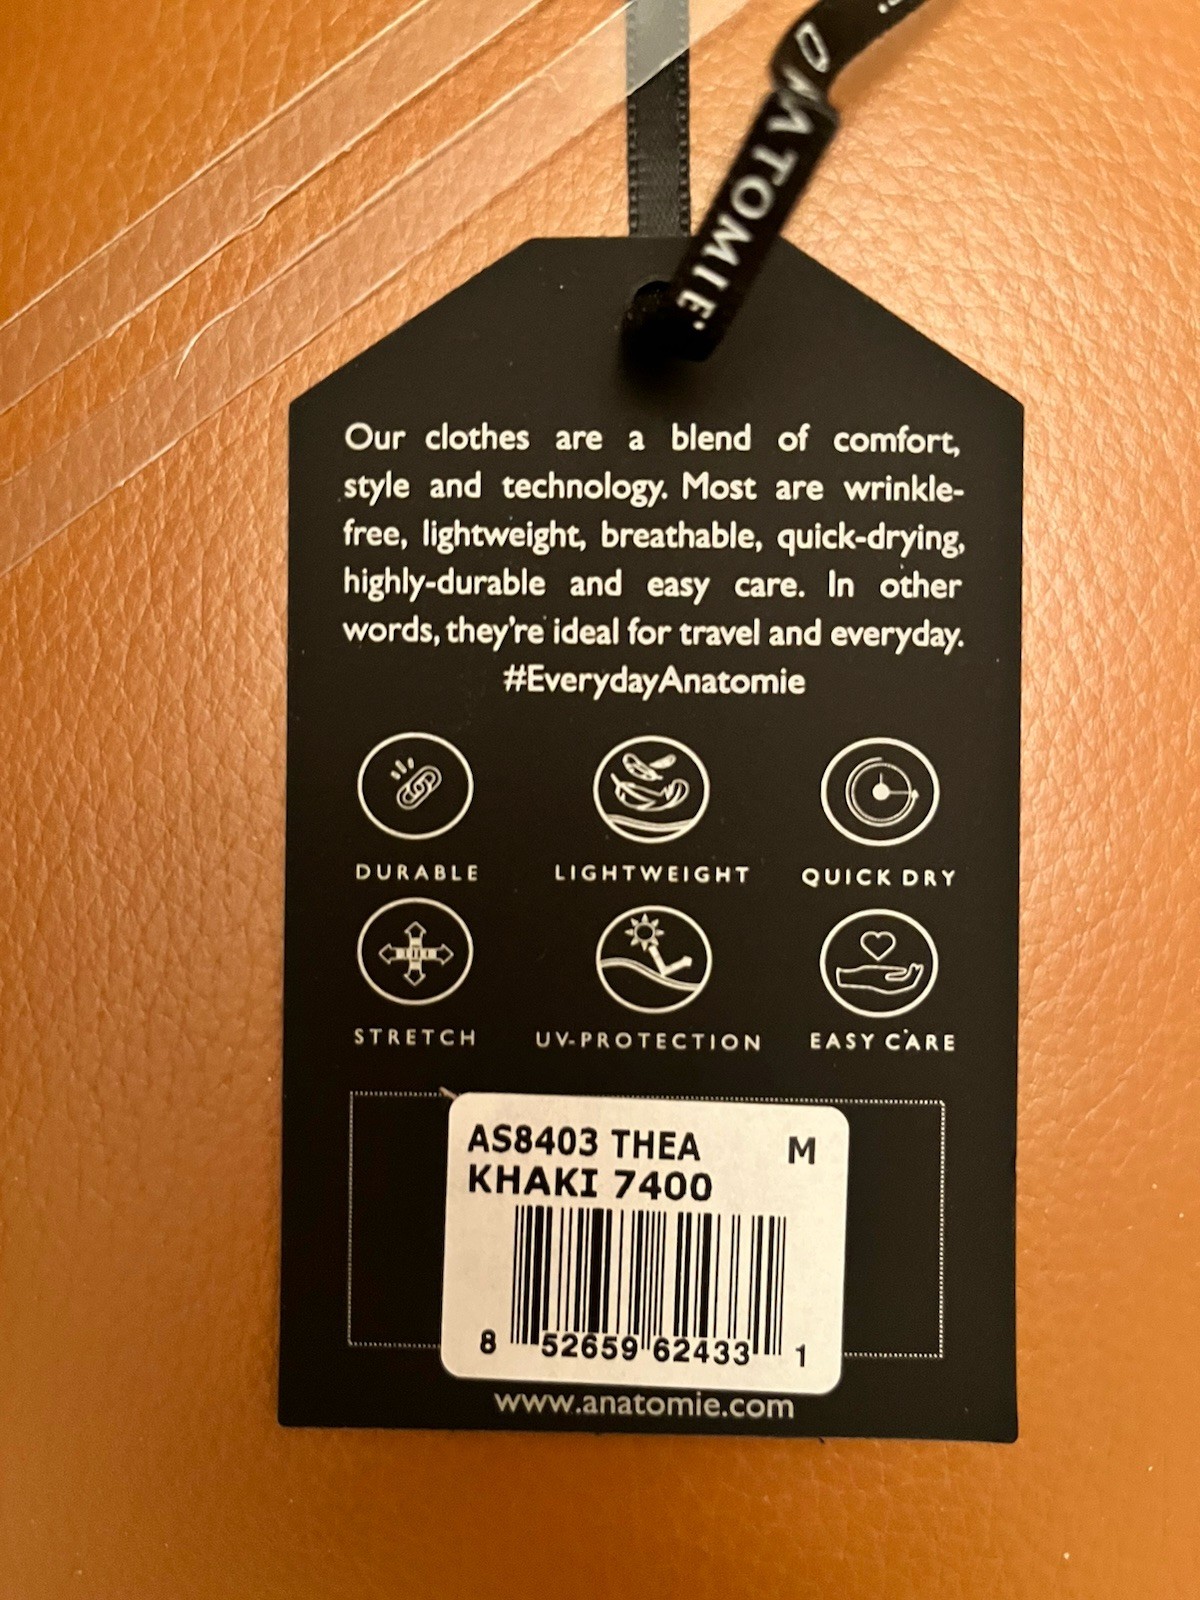 ANATOMIE
Our clothes are a blend of comfort,
style and technology. Most are wrinkle-
free, lightweight, breathable, quick-drying,
highly-durable and easy care. In other
words, they're ideal for travel and everyday.
#EverydayAnatomie
DURABLE LIGHTWEIGHT QUICK DRY
STRETCH UV-PROTECTION EASY CARE
AS8403 THEA M
KHAKI 7400
8 52659 62433 1
www.anatomie.com